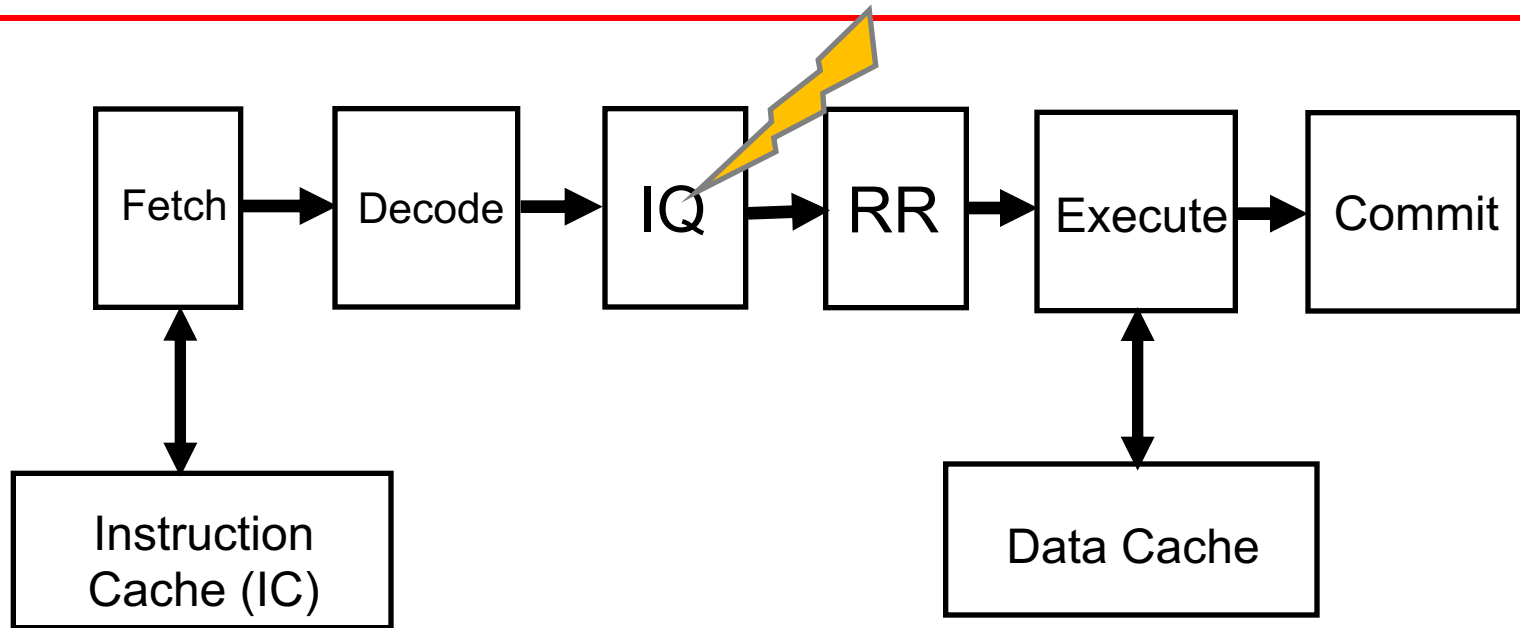 Fetch
Decode
IQ
RR
Execute
Commit
Instruction
Cache (IC)
Data Cache